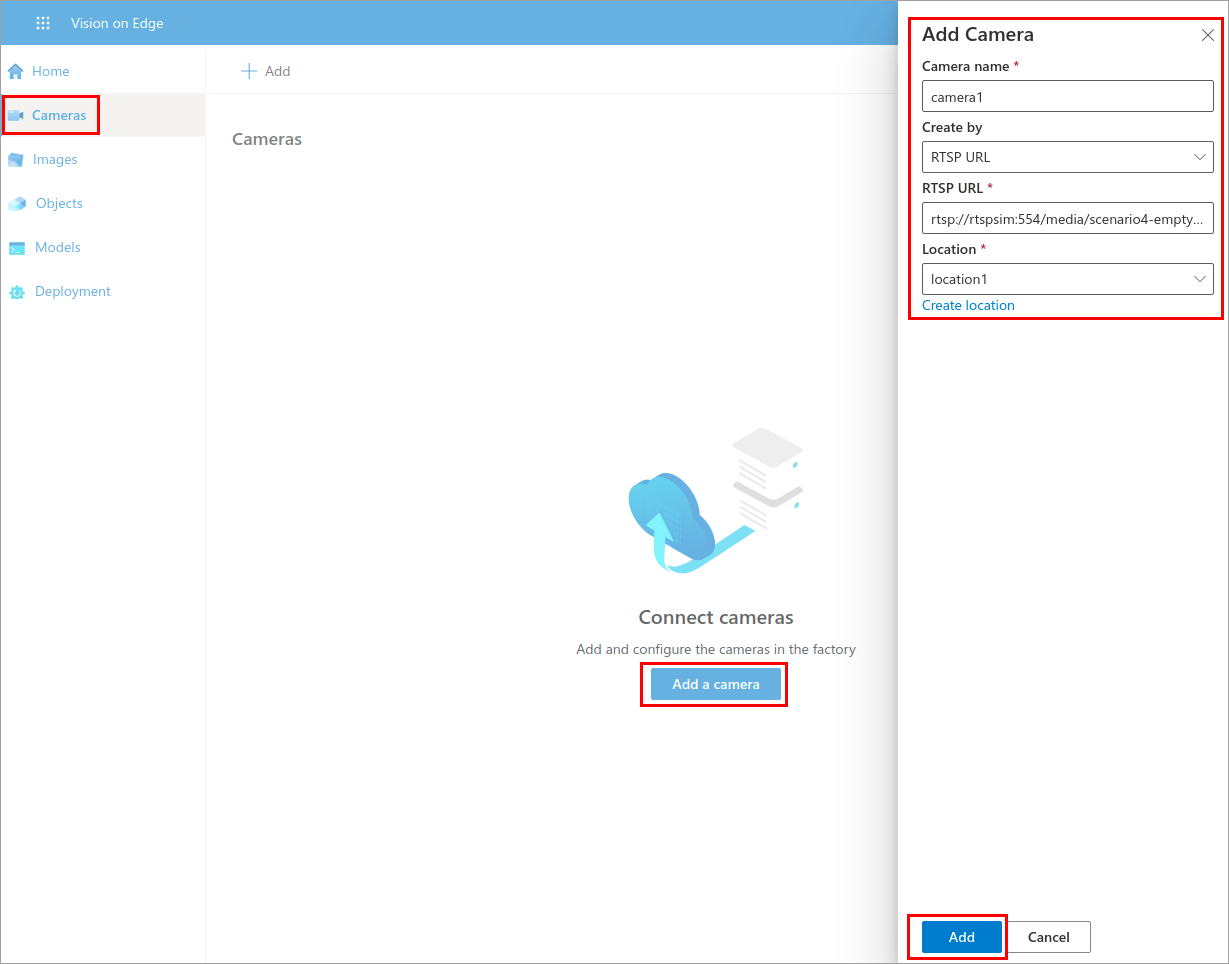 Vision on Edge
Home
Cameras
Images
Objects
Models
Deployment
Add
Cameras
Connect cameras
Add and configure the cameras in the factory
Add a camera
Add Camera
Camera name *
camera1
Create by
RTSP URL
RTSP URL *
rtsp://rtspsim:554/media/scenario4-empty...
Location *
location1
Create location
Add
Cancel